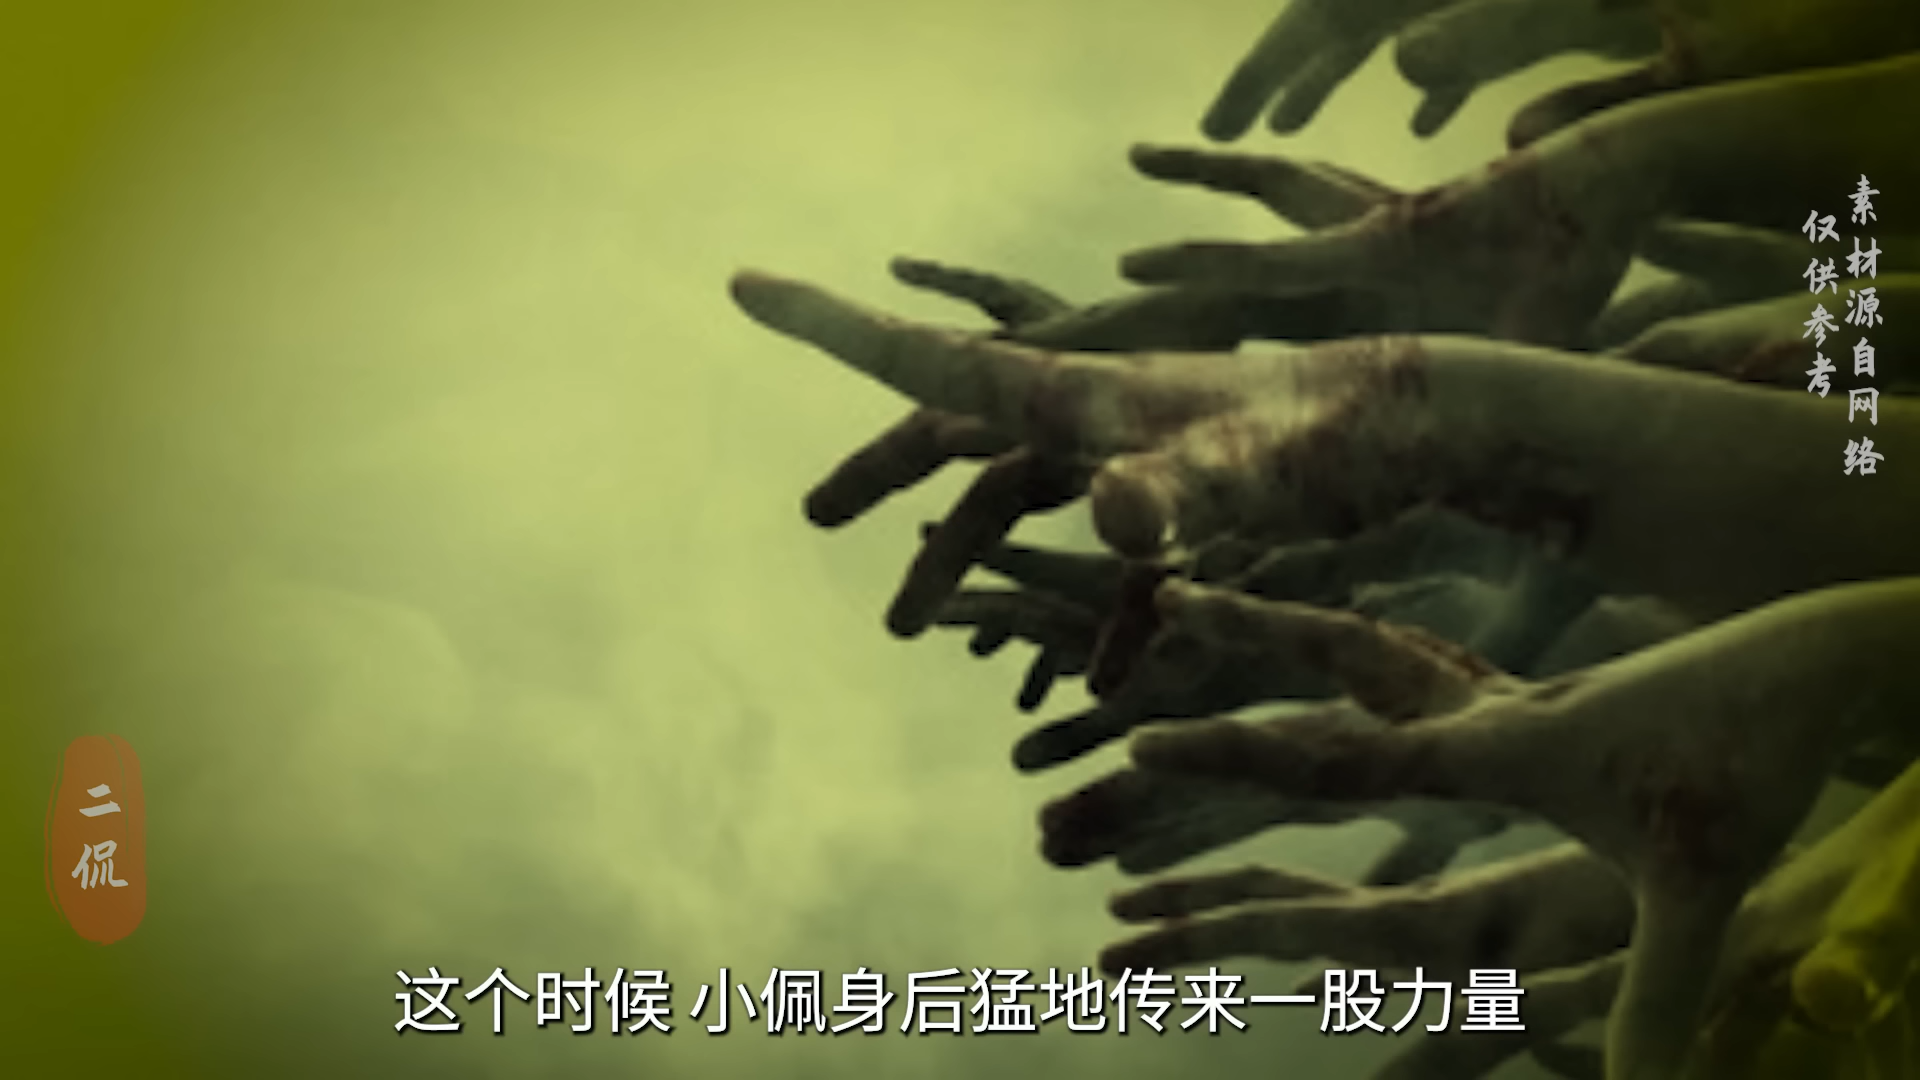 素材源自网络
仅供参考
二侃
这个时候 小佩身后猛地传来一股力量